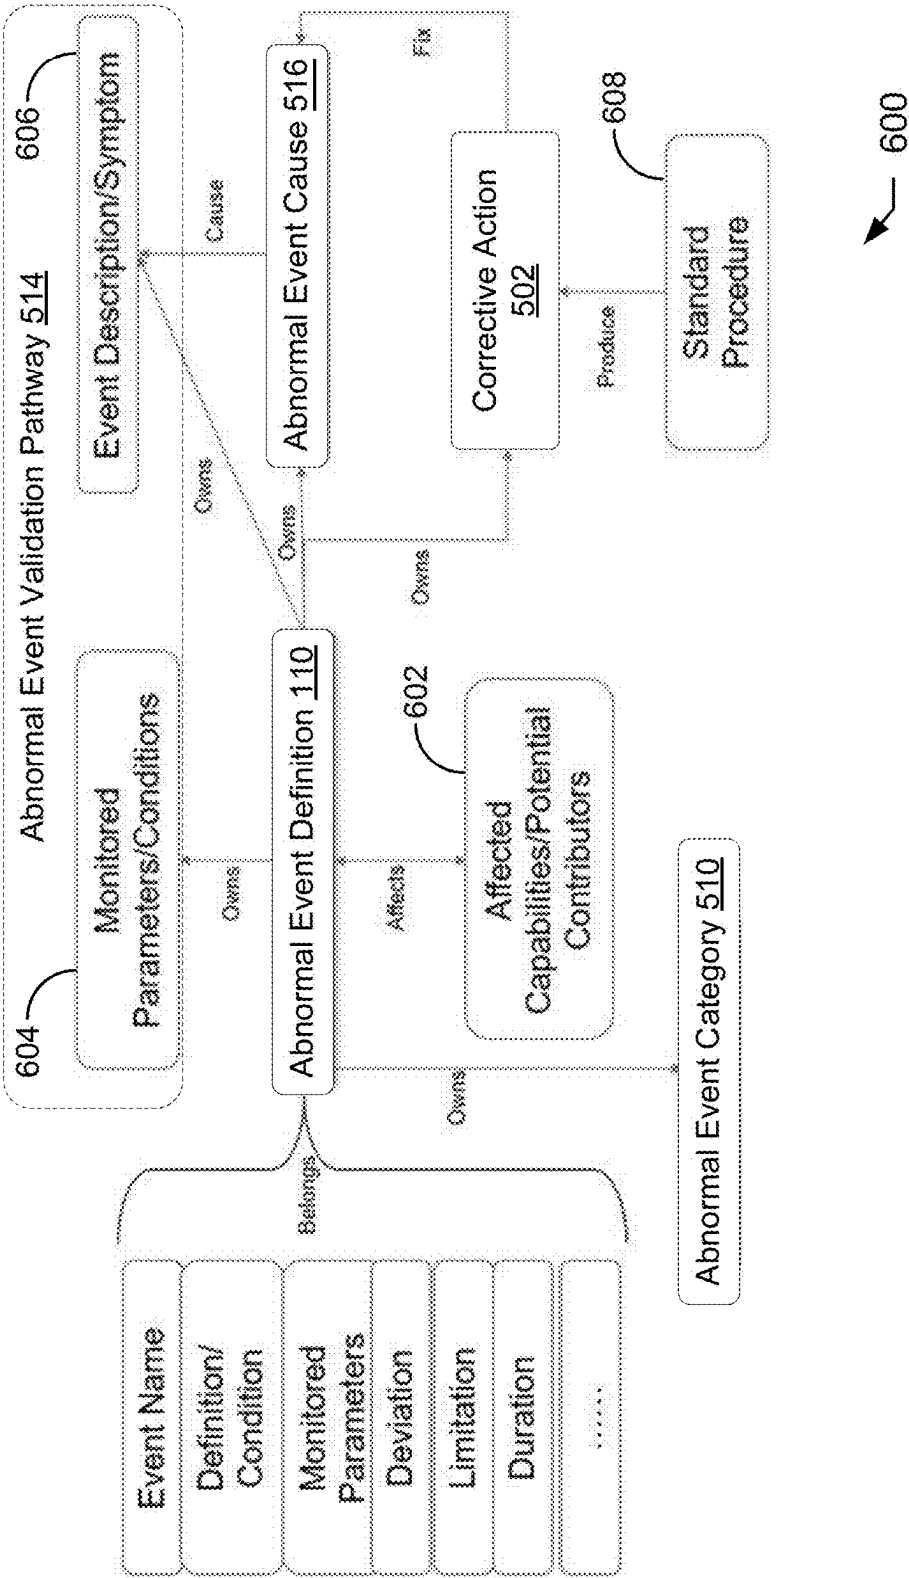 Abnormal Event Validation Pathway 514
604
606
Monitored
Parameters/Conditions
Event Description/Symptom
Event Name
Definition/
Condition
Monitored
Parameters
Deviation
Limitation
Duration
......
Belongs
Owns
Owns
Cause
Abnormal Event Definition 110
Owns
Abnormal Event Cause 516
Affects
Owns
Fix
602
Affected
Capabilities/Potential
Contributors
Corrective Action
502
Owns
Produce
608
Abnormal Event Category 510
Standard
Procedure
600